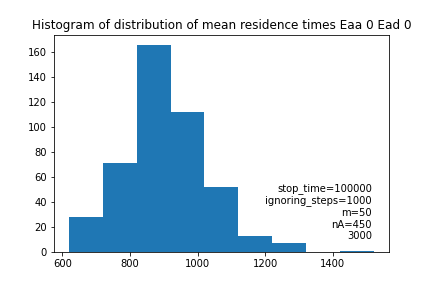 Histogram of distribution of mean residence times Eaa 0 Ead 0
160
140
120
100
80
60
40
20
0
stop_time=100000
ignoring_steps=1000
m=50
nA=450
3000
600 800 1000 1200 1400